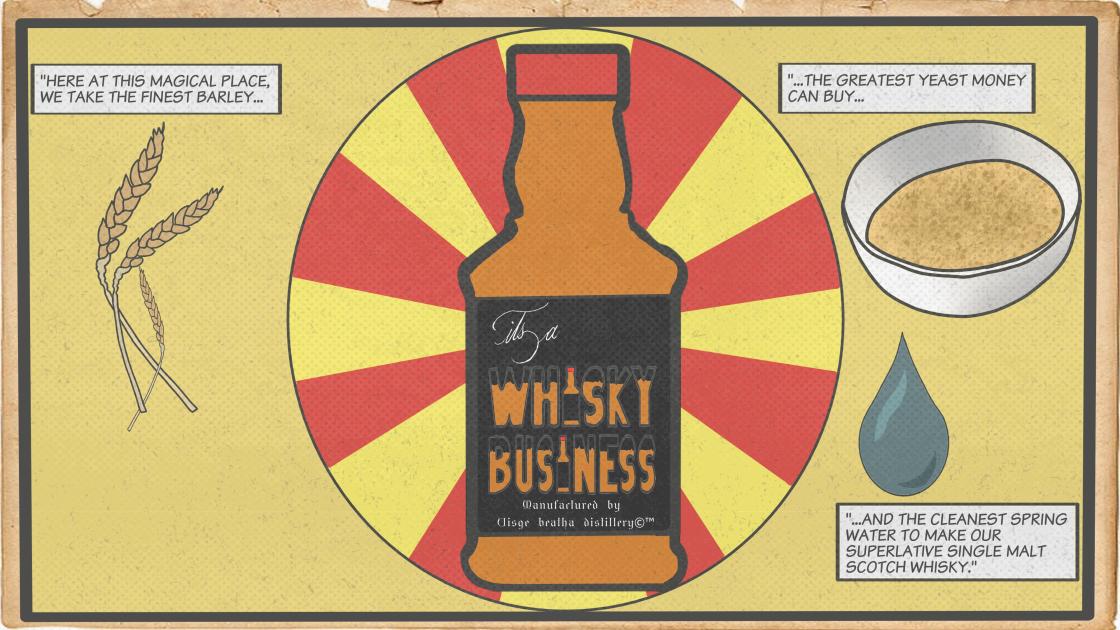 "HERE AT THIS MAGICAL PLACE,
WE TAKE THE FINEST BARLEY...
"...THE GREATEST YEAST MONEY
CAN BUY...
its a
WHISKY
BUSINESS
Manufactured by
Uisge beatha distillery©™
"...AND THE CLEANEST SPRING
WATER TO MAKE OUR
SUPERLATIVE SINGLE MALT
SCOTCH WHISKY."